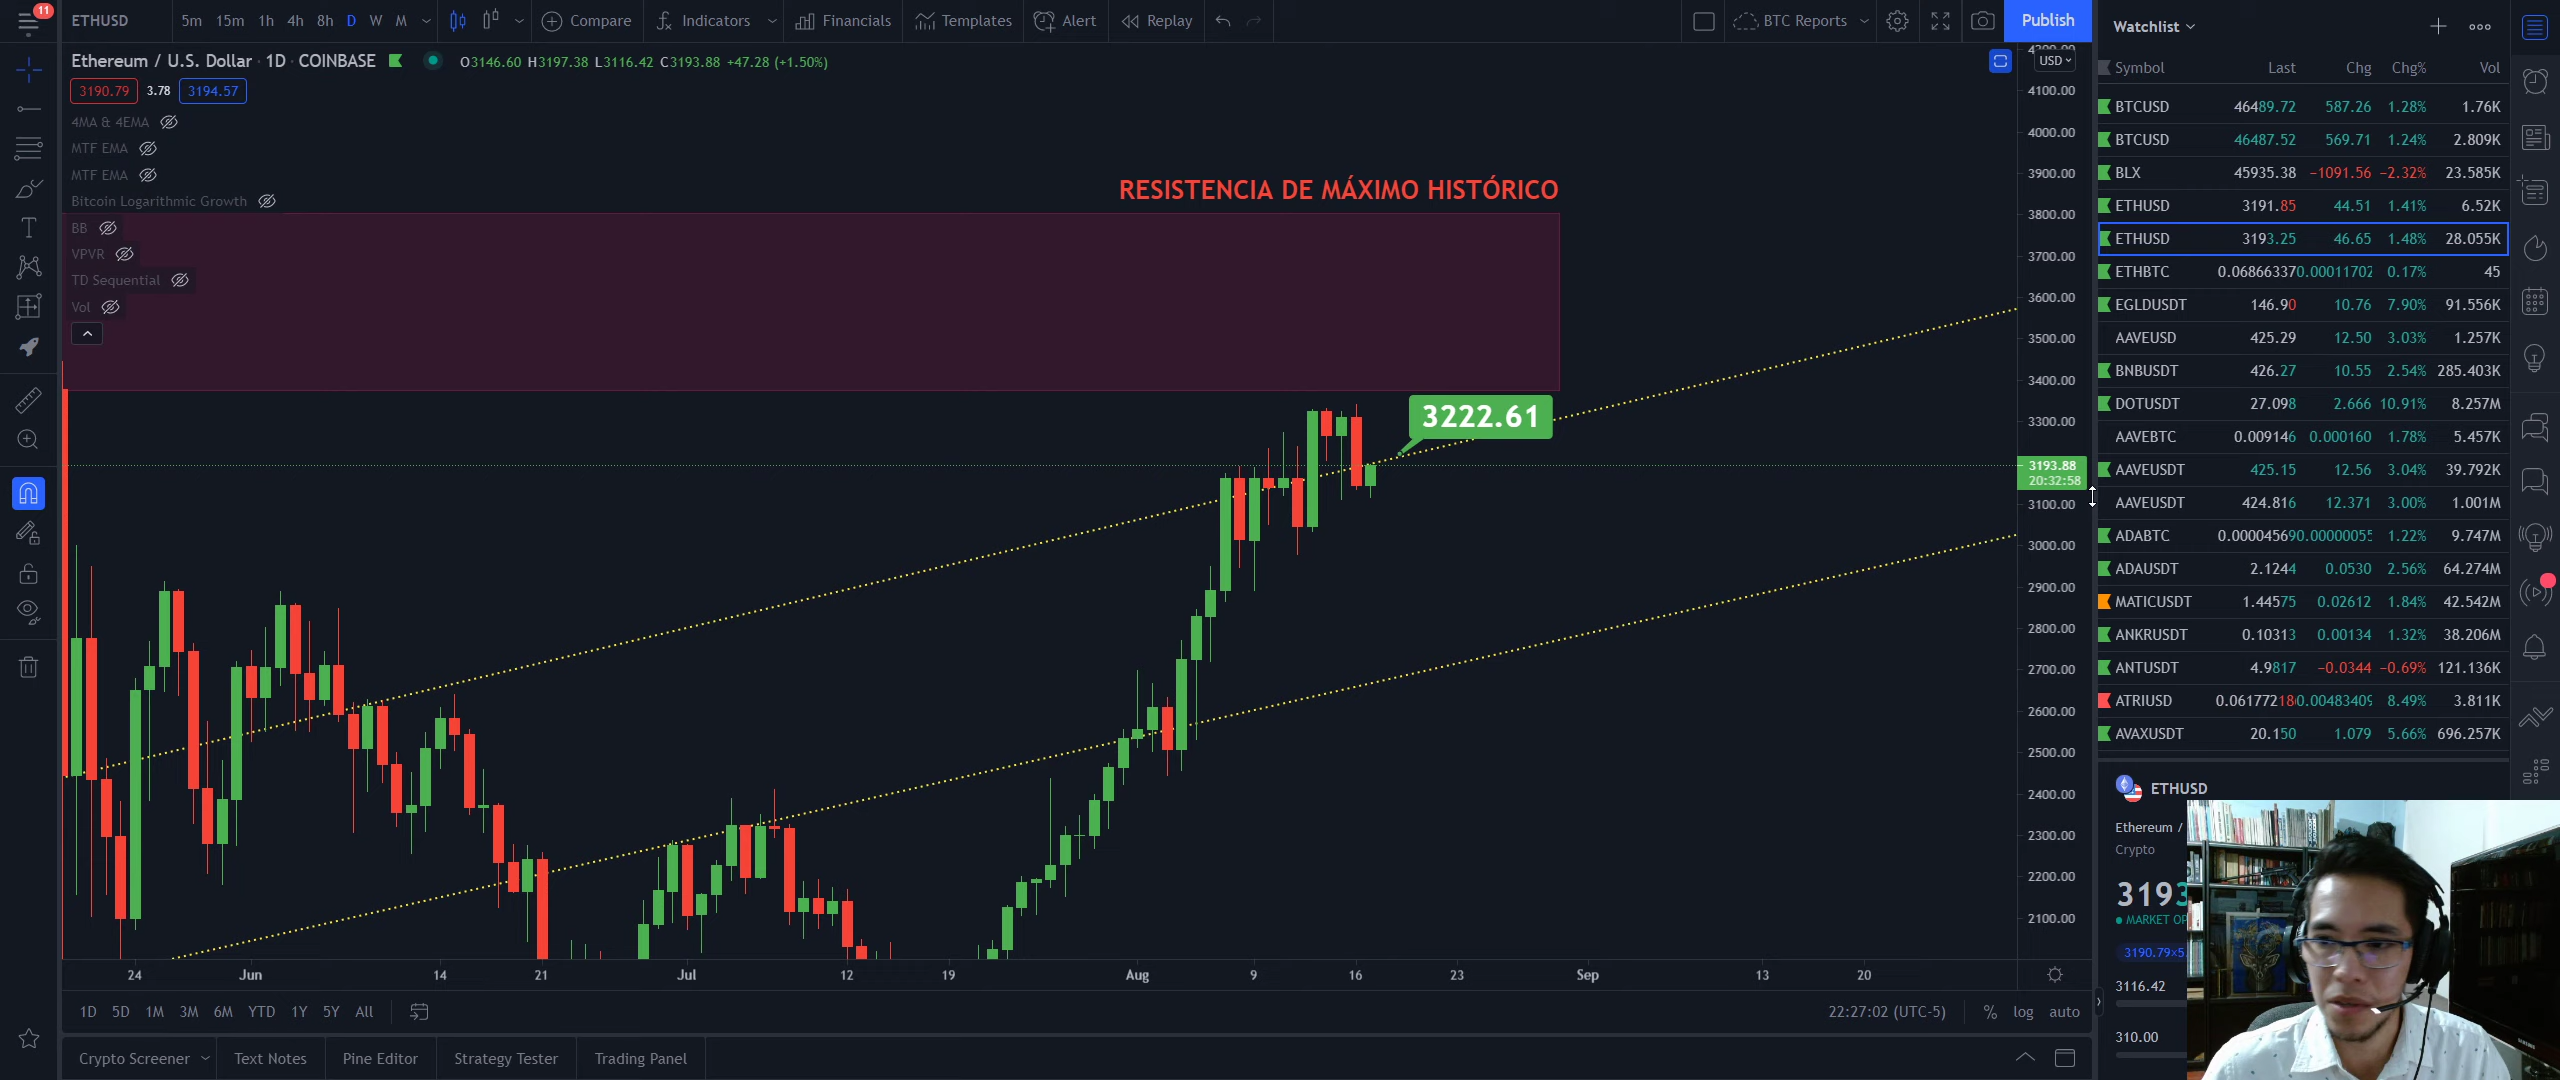 11
ETHUSD 5m 15m 1h 4h 8h D W M Compare Indicators Financials Templates Alert Replay BTC Reports Publish
Ethereum / U.S. Dollar · 1D · COINBASE O3146.60 H3197.38 L3116.42 C3193.88 +47.28 (+1.50%)
3190.79 3.78 3194.57
4MA & 4EMA
MTF EMA
MTF EMA
Bitcoin Logarithmic Growth
BB
VPVR
TD Sequential
Vol
RESISTENCIA DE MÁXIMO HISTÓRICO
3222.61
4200.00
USD
4100.00
4000.00
3900.00
3800.00
3700.00
3600.00
3500.00
3400.00
3300.00
3193.88
20:32:58
3100.00
3000.00
2900.00
2800.00
2700.00
2600.00
2500.00
2400.00
2300.00
2200.00
2100.00
24 Jun 14 21 Jul 12 19 Aug 9 16 23 Sep 13 20
1D 5D 1M 3M 6M YTD 1Y 5Y All 22:27:02 (UTC-5) % log auto
Crypto Screener Text Notes Pine Editor Strategy Tester Trading Panel
Watchlist
Symbol Last Chg Chg% Vol
BTCUSD 46489.72 587.26 1.28% 1.76K
BTCUSD 46487.52 569.71 1.24% 2.809K
BLX 45935.38 −1091.56 −2.32% 23.585K
ETHUSD 3191.85 44.51 1.41% 6.52K
ETHUSD 3193.25 46.65 1.48% 28.055K
ETHBTC 0.06866337 0.00011702 0.17% 45
EGLDUSDT 146.90 10.76 7.90% 91.556K
AAVEUSD 425.29 12.50 3.03% 1.257K
BNBUSDT 426.27 10.55 2.54% 285.403K
DOTUSDT 27.098 2.666 10.91% 8.257M
AAVEBTC 0.009146 0.000160 1.78% 5.457K
AAVEUSDT 425.15 12.56 3.04% 39.792K
AAVEUSDT 424.816 12.371 3.00% 1.001M
ADABTC 0.00004569 0.00000055 1.22% 9.747M
ADAUSDT 2.1244 0.0530 2.56% 64.274M
MATICUSDT 1.44575 0.02612 1.84% 42.542M
ANKRUSDT 0.10313 0.00134 1.32% 38.206M
ANTUSDT 4.9817 −0.0344 −0.69% 121.136K
ATRIUSD 0.06177218 0.00483409 8.49% 3.811K
AVAXUSDT 20.150 1.079 5.66% 696.257K
ETHUSD
Ethereum /
Crypto
3193
MARKET OP
3190.79×5
3116.42
310.00